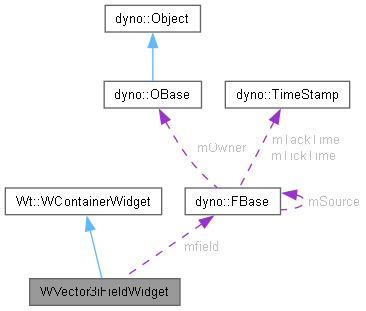 dyno::Object
dyno::OBase
dyno::TimeStamp
mOwner
mTackTime
mTickTime
Wt::WContainerWidget
dyno::FBase
mSource
mfield
WVector3iFieldWidget